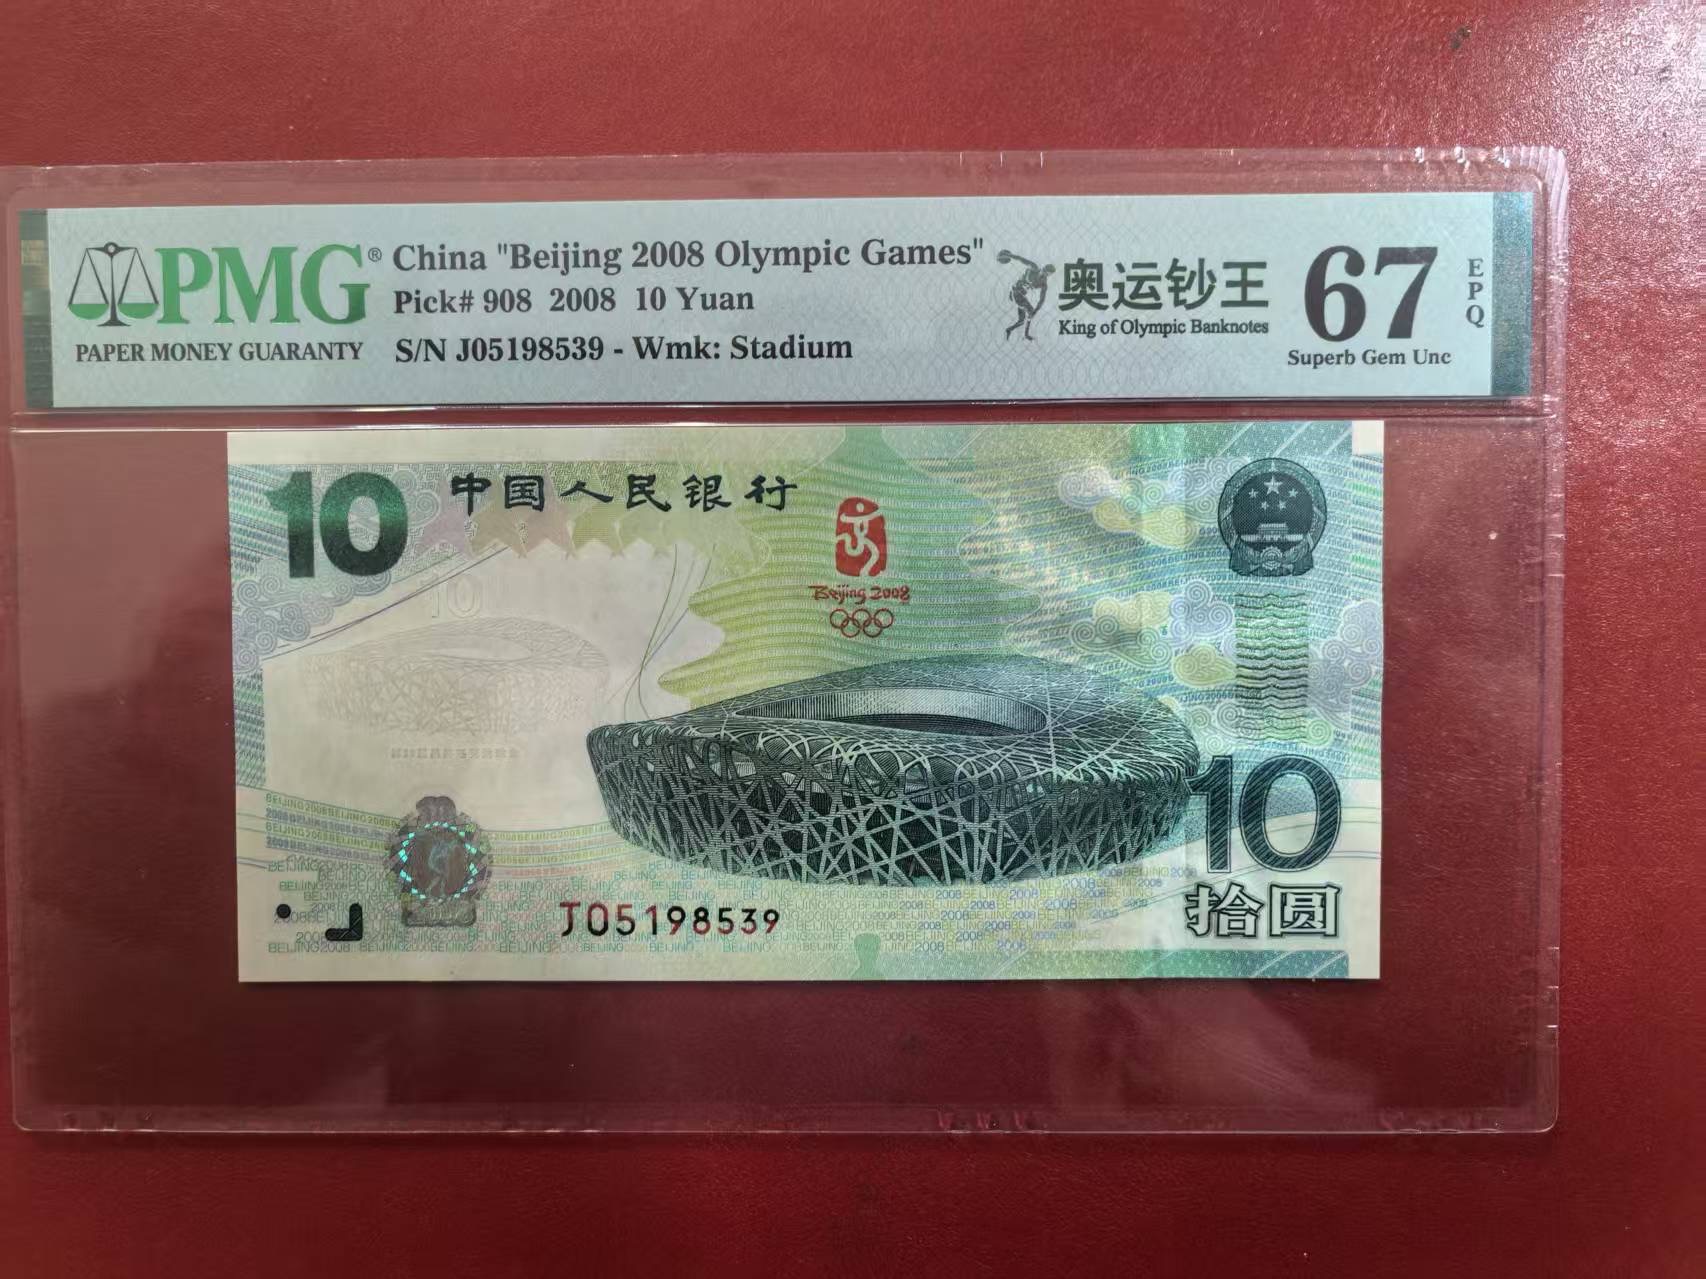 PMG®
PAPER MONEY GUARANTY
China "Beijing 2008 Olympic Games"
Pick# 908 2008 10 Yuan
S/N J05198539 - Wmk: Stadium
奥运钞王
King of Olympic Banknotes
67
EPQ
Superb Gem Unc
10
中国人民银行
10
Beijing 2008
J05198539
10
拾圆